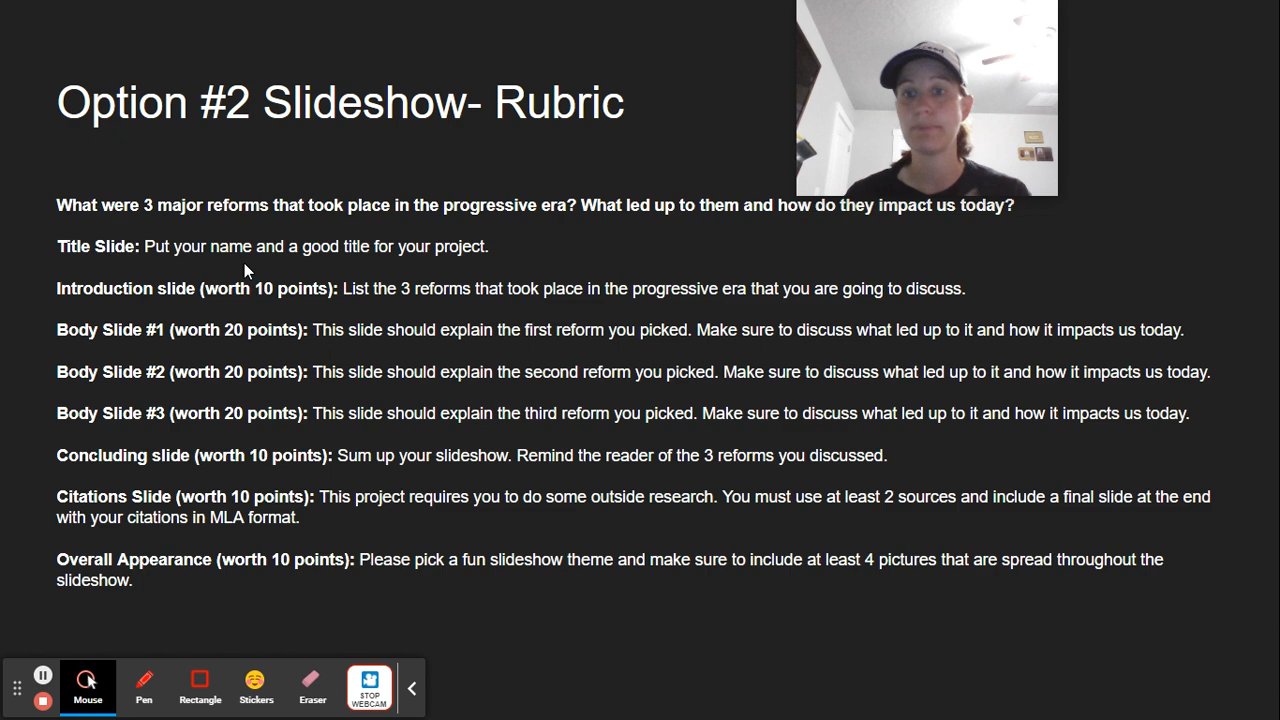 Option #2 Slideshow- Rubric
What were 3 major reforms that took place in the progressive era? What led up to them and how do they impact us today?
Title Slide: Put your name and a good title for your project.
Introduction slide (worth 10 points): List the 3 reforms that took place in the progressive era that you are going to discuss.
Body Slide #1 (worth 20 points): This slide should explain the first reform you picked. Make sure to discuss what led up to it and how it impacts us today.
Body Slide #2 (worth 20 points): This slide should explain the second reform you picked. Make sure to discuss what led up to it and how it impacts us today.
Body Slide #3 (worth 20 points): This slide should explain the third reform you picked. Make sure to discuss what led up to it and how it impacts us today.
Concluding slide (worth 10 points): Sum up your slideshow. Remind the reader of the 3 reforms you discussed.
Citations Slide (worth 10 points): This project requires you to do some outside research. You must use at least 2 sources and include a final slide at the end
with your citations in MLA format.
Overall Appearance (worth 10 points): Please pick a fun slideshow theme and make sure to include at least 4 pictures that are spread throughout the
slideshow.
Mouse Pen Rectangle Stickers Eraser STOP
WEBCAM